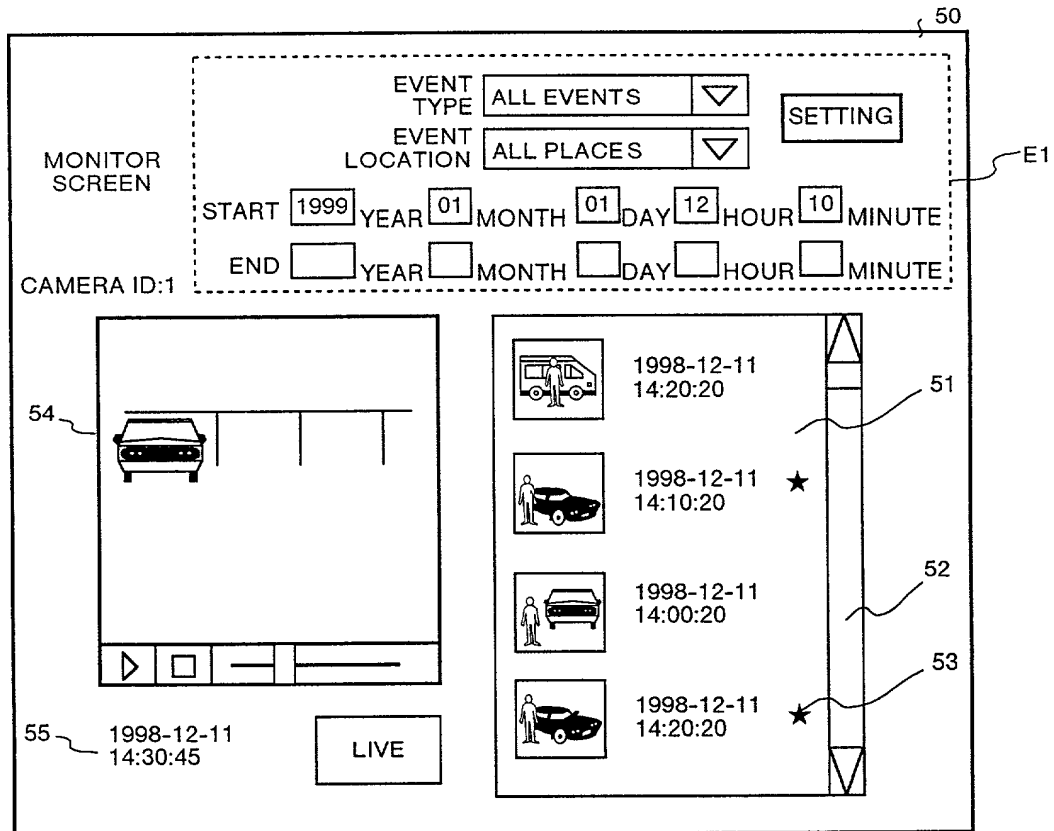 50
EVENT TYPE ALL EVENTS
SETTING
EVENT LOCATION ALL PLACES
MONITOR SCREEN
E1
START 1999 YEAR 01 MONTH 01 DAY 12 HOUR 10 MINUTE
END YEAR MONTH DAY HOUR MINUTE
CAMERA ID:1
54
1998-12-11
14:20:20
51
1998-12-11
14:10:20
★
1998-12-11
14:00:20
52
1998-12-11
14:20:20
★
53
55
1998-12-11
14:30:45
LIVE